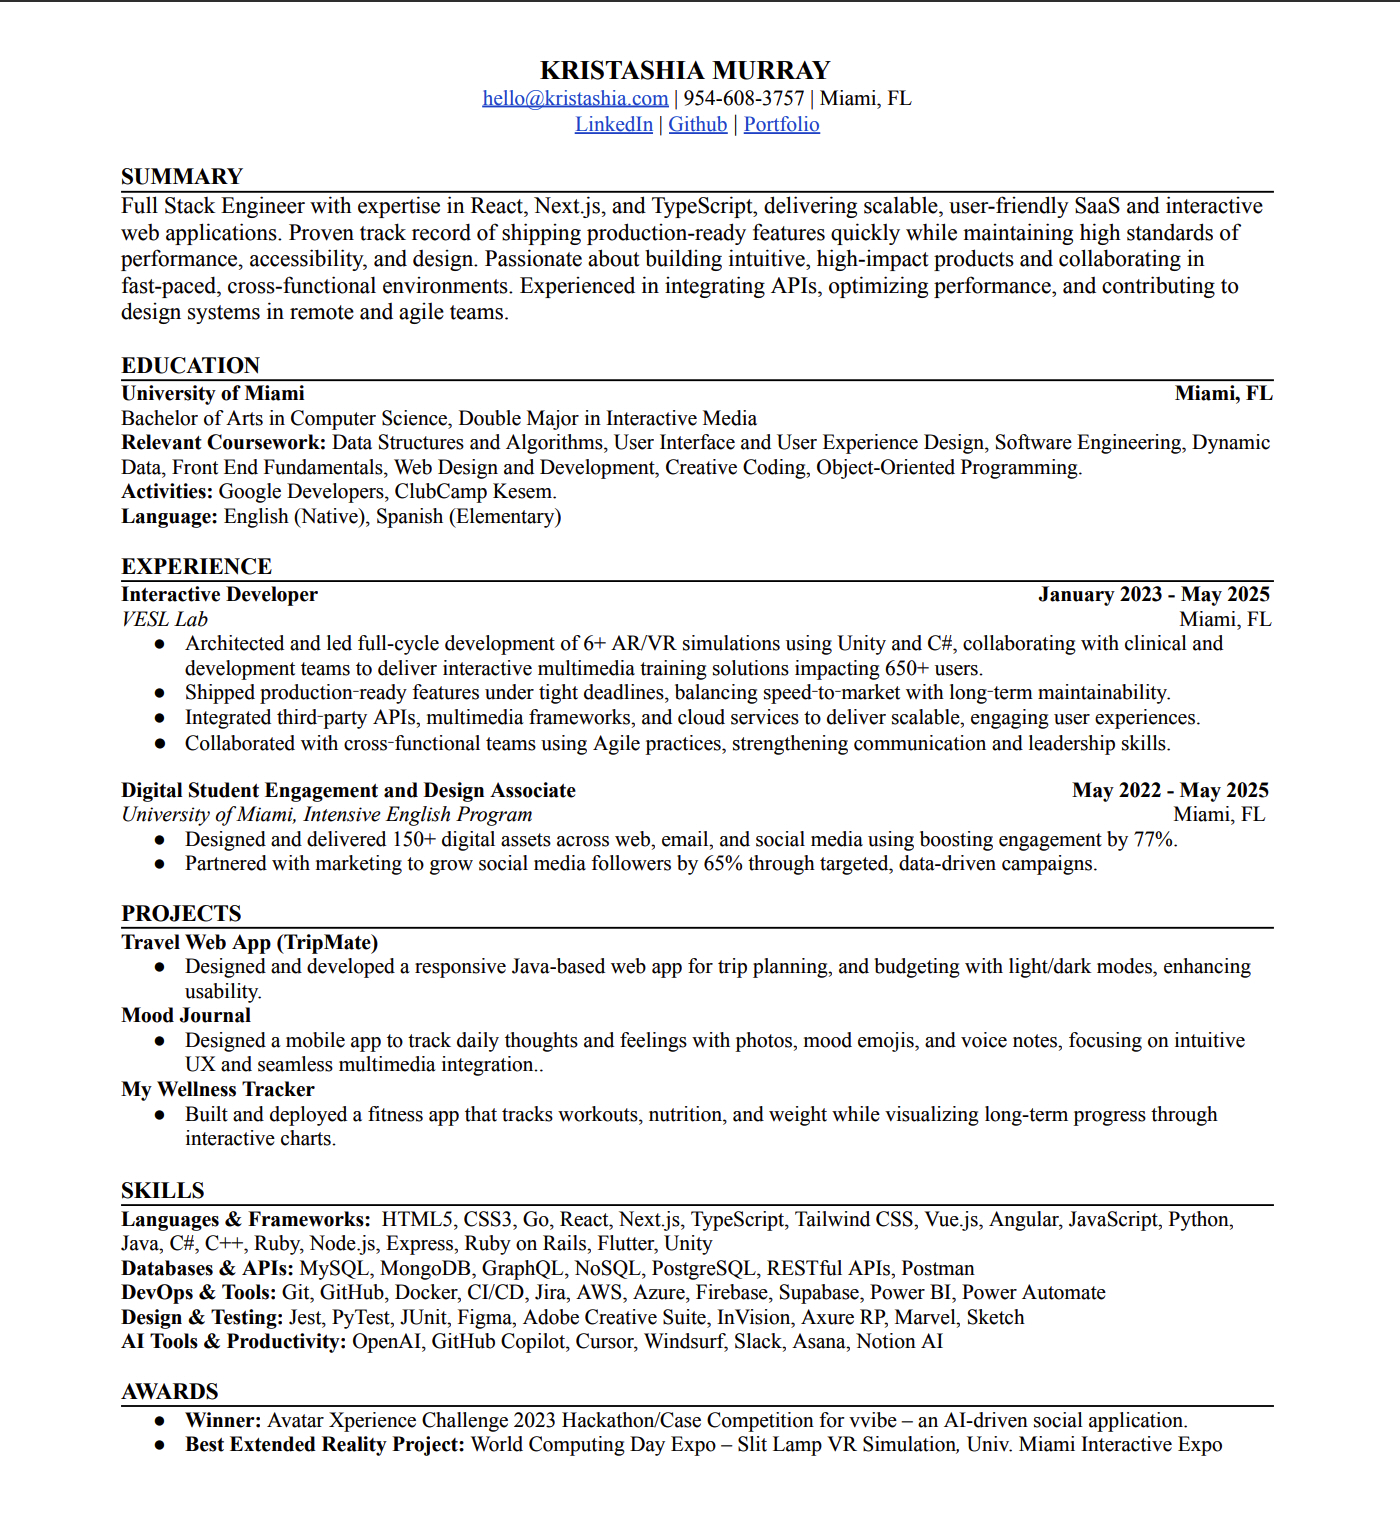 KRISTASHIA MURRAY
hello@kristashia.com | 954-608-3757 | Miami, FL
LinkedIn | Github | Portfolio
SUMMARY
Full Stack Engineer with expertise in React, Next.js, and TypeScript, delivering scalable, user-friendly SaaS and interactive
web applications. Proven track record of shipping production-ready features quickly while maintaining high standards of
performance, accessibility, and design. Passionate about building intuitive, high-impact products and collaborating in
fast-paced, cross-functional environments. Experienced in integrating APIs, optimizing performance, and contributing to
design systems in remote and agile teams.
EDUCATION
University of Miami Miami, FL
Bachelor of Arts in Computer Science, Double Major in Interactive Media
Relevant Coursework: Data Structures and Algorithms, User Interface and User Experience Design, Software Engineering, Dynamic
Data, Front End Fundamentals, Web Design and Development, Creative Coding, Object-Oriented Programming.
Activities: Google Developers, ClubCamp Kesem.
Language: English (Native), Spanish (Elementary)
EXPERIENCE
Interactive Developer January 2023 - May 2025
VESL Lab Miami, FL
● Architected and led full-cycle development of 6+ AR/VR simulations using Unity and C#, collaborating with clinical and
development teams to deliver interactive multimedia training solutions impacting 650+ users.
● Shipped production-ready features under tight deadlines, balancing speed-to-market with long-term maintainability.
● Integrated third-party APIs, multimedia frameworks, and cloud services to deliver scalable, engaging user experiences.
● Collaborated with cross-functional teams using Agile practices, strengthening communication and leadership skills.
Digital Student Engagement and Design Associate May 2022 - May 2025
University of Miami, Intensive English Program Miami, FL
● Designed and delivered 150+ digital assets across web, email, and social media using boosting engagement by 77%.
● Partnered with marketing to grow social media followers by 65% through targeted, data-driven campaigns.
PROJECTS
Travel Web App (TripMate)
● Designed and developed a responsive Java-based web app for trip planning, and budgeting with light/dark modes, enhancing
usability.
Mood Journal
● Designed a mobile app to track daily thoughts and feelings with photos, mood emojis, and voice notes, focusing on intuitive
UX and seamless multimedia integration..
My Wellness Tracker
● Built and deployed a fitness app that tracks workouts, nutrition, and weight while visualizing long-term progress through
interactive charts.
SKILLS
Languages & Frameworks: HTML5, CSS3, Go, React, Next.js, TypeScript, Tailwind CSS, Vue.js, Angular, JavaScript, Python,
Java, C#, C++, Ruby, Node.js, Express, Ruby on Rails, Flutter, Unity
Databases & APIs: MySQL, MongoDB, GraphQL, NoSQL, PostgreSQL, RESTful APIs, Postman
DevOps & Tools: Git, GitHub, Docker, CI/CD, Jira, AWS, Azure, Firebase, Supabase, Power BI, Power Automate
Design & Testing: Jest, PyTest, JUnit, Figma, Adobe Creative Suite, InVision, Axure RP, Marvel, Sketch
AI Tools & Productivity: OpenAI, GitHub Copilot, Cursor, Windsurf, Slack, Asana, Notion AI
AWARDS
● Winner: Avatar Xperience Challenge 2023 Hackathon/Case Competition for vvibe – an AI-driven social application.
● Best Extended Reality Project: World Computing Day Expo – Slit Lamp VR Simulation, Univ. Miami Interactive Expo